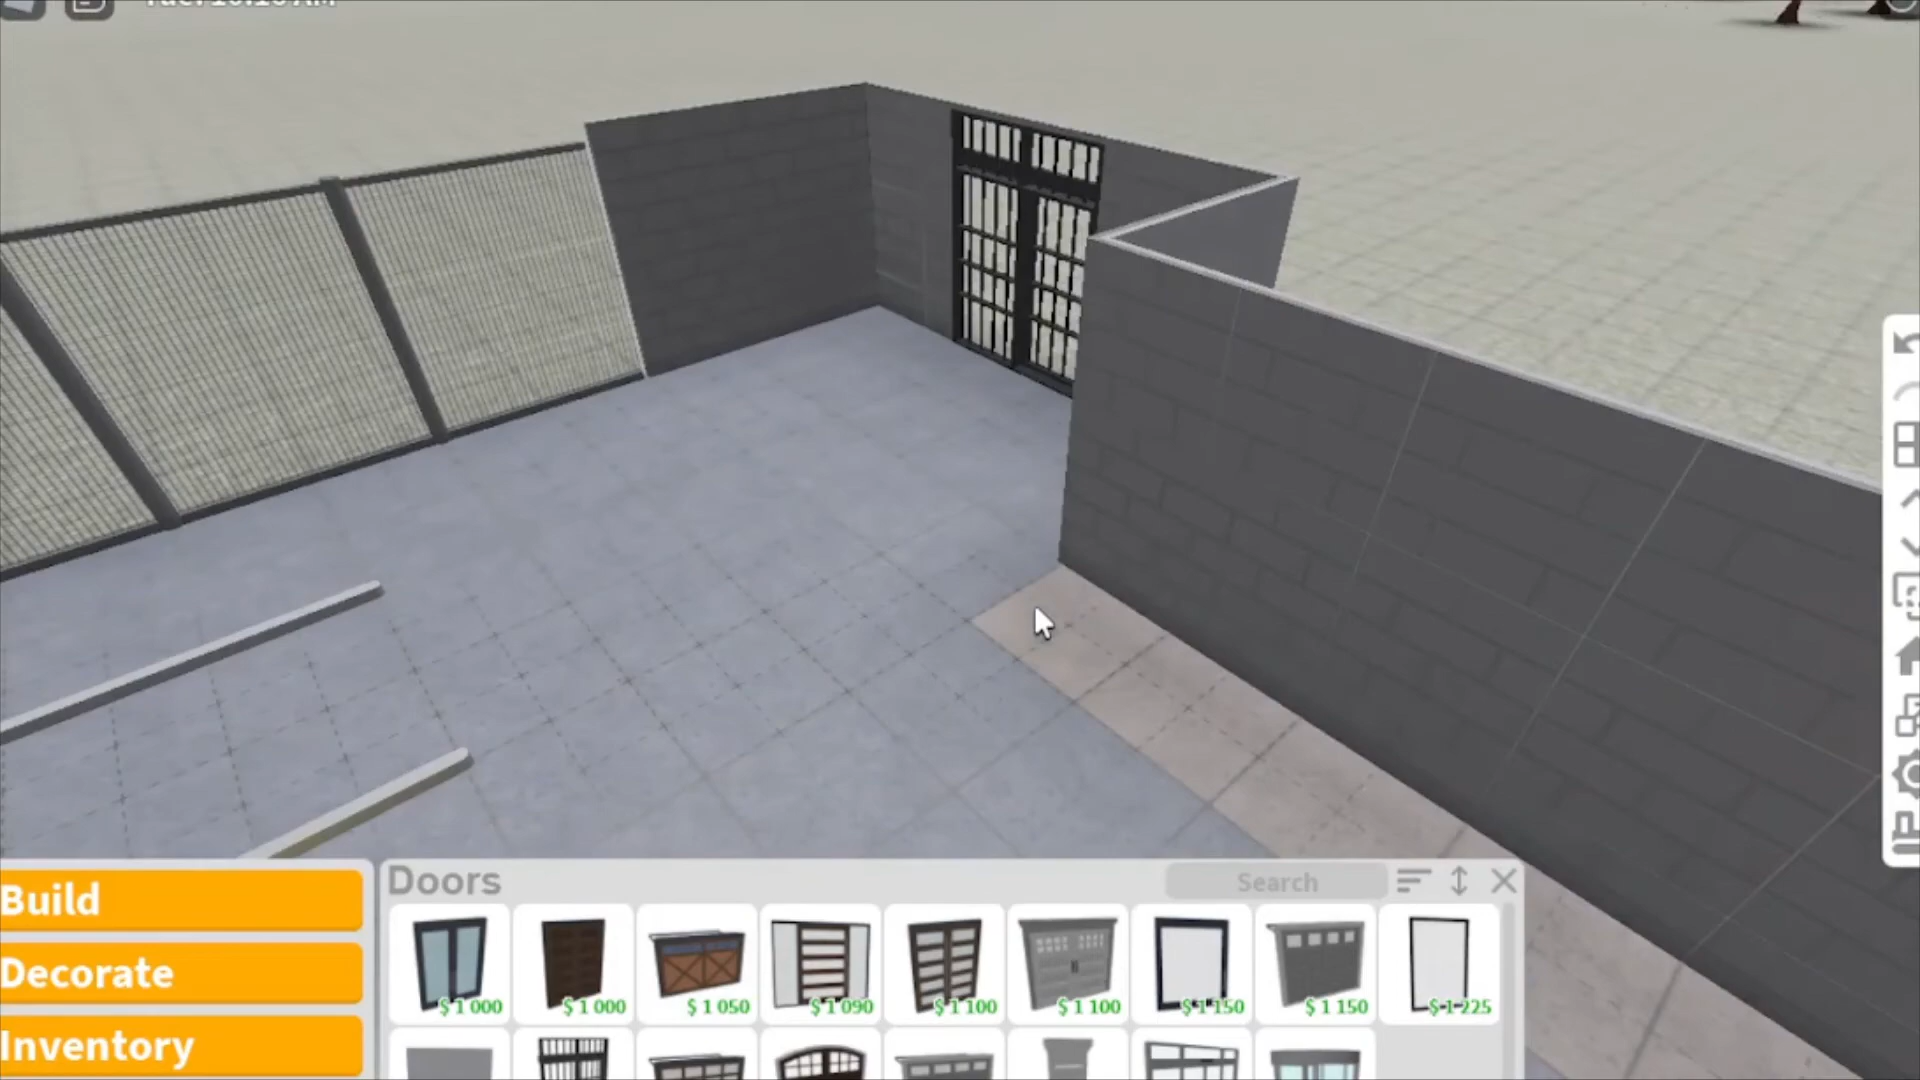 Build
Decorate
Inventory
Doors
Search
$1 000
$1 000
$1 050
$1 090
$1 100
$1 100
$1 150
$1 150
$1 225